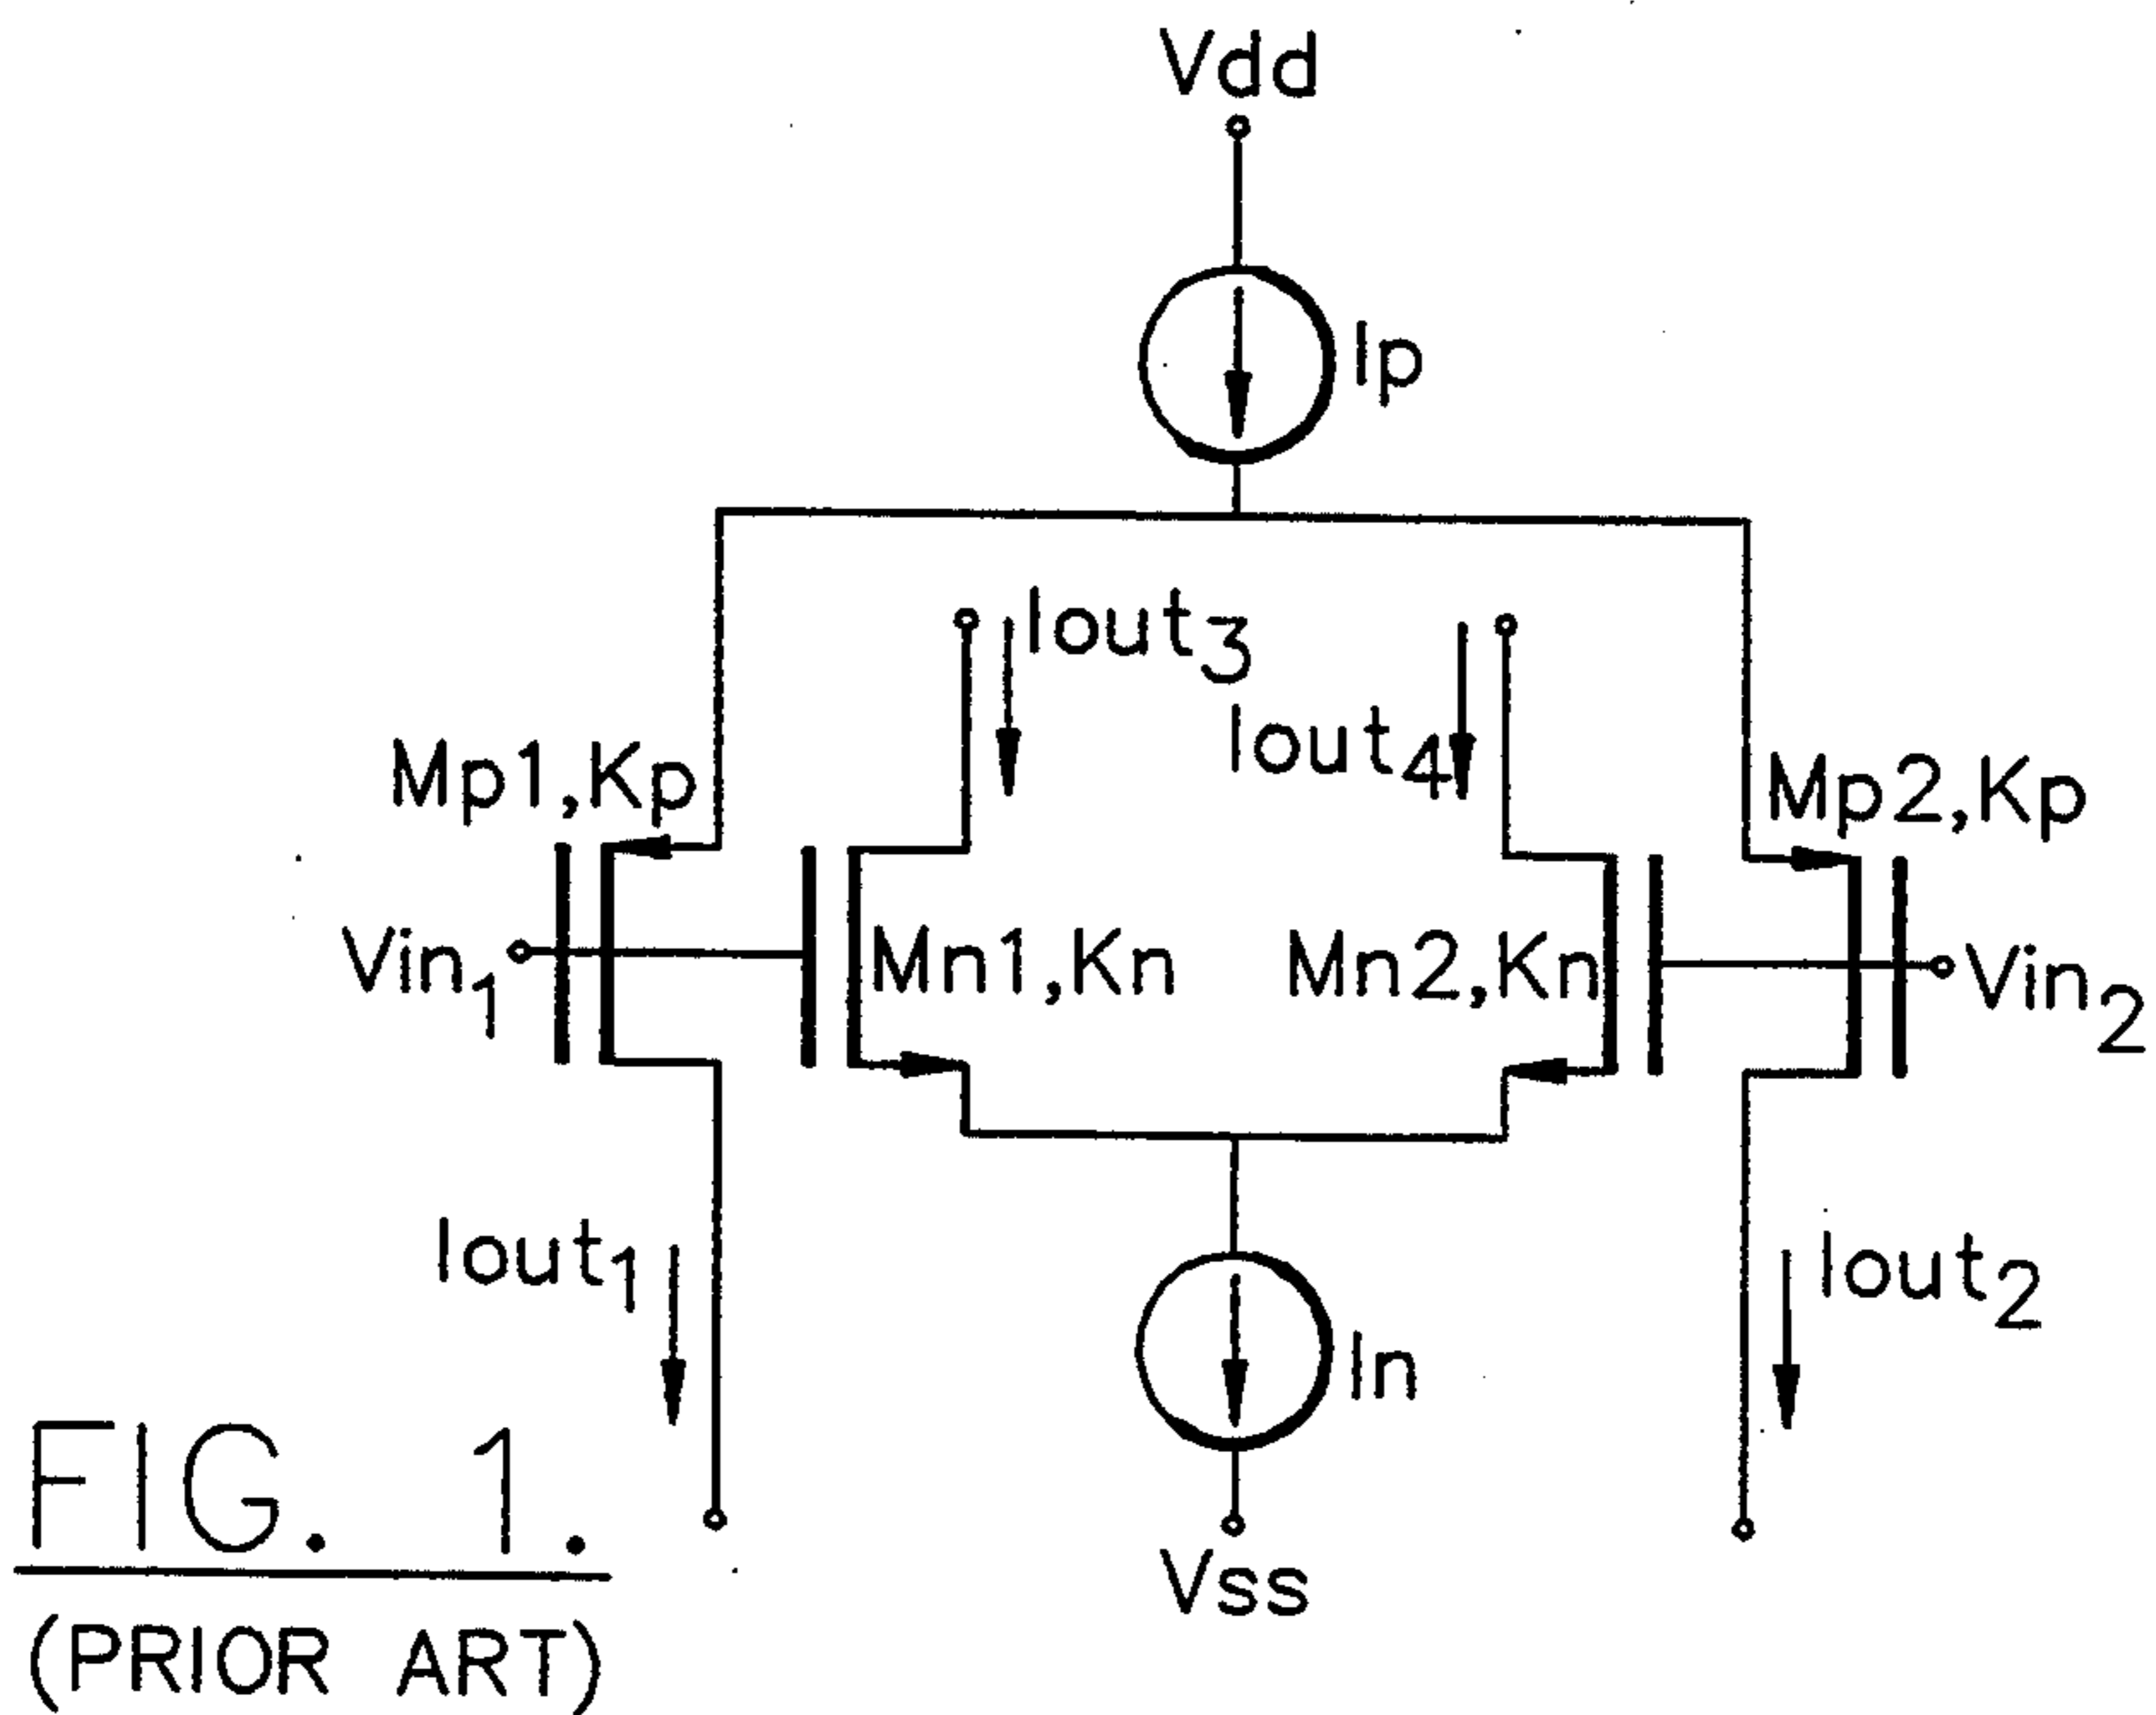 Vdd
Ip
Iout3
Iout4
Mp1,Kp
Mp2,Kp
Vin1
Mn1,Kn
Mn2,Kn
Vin2
Iout1
Iout2
In
FIG. 1.
Vss
(PRIOR ART)